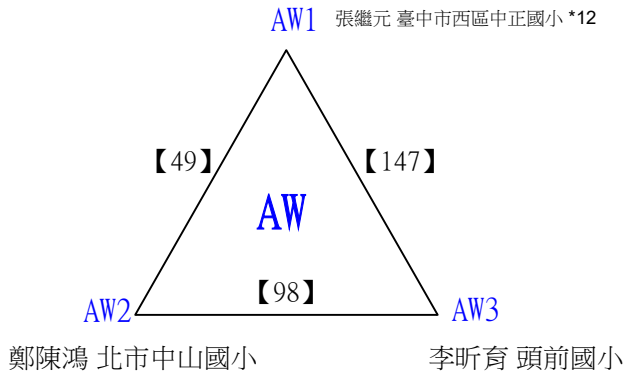 AW1 張繼元 臺中市西區中正國小 *12
【49】 【147】
AW
【98】
AW2 AW3
鄭陳鴻 北市中山國小 李昕育 頭前國小